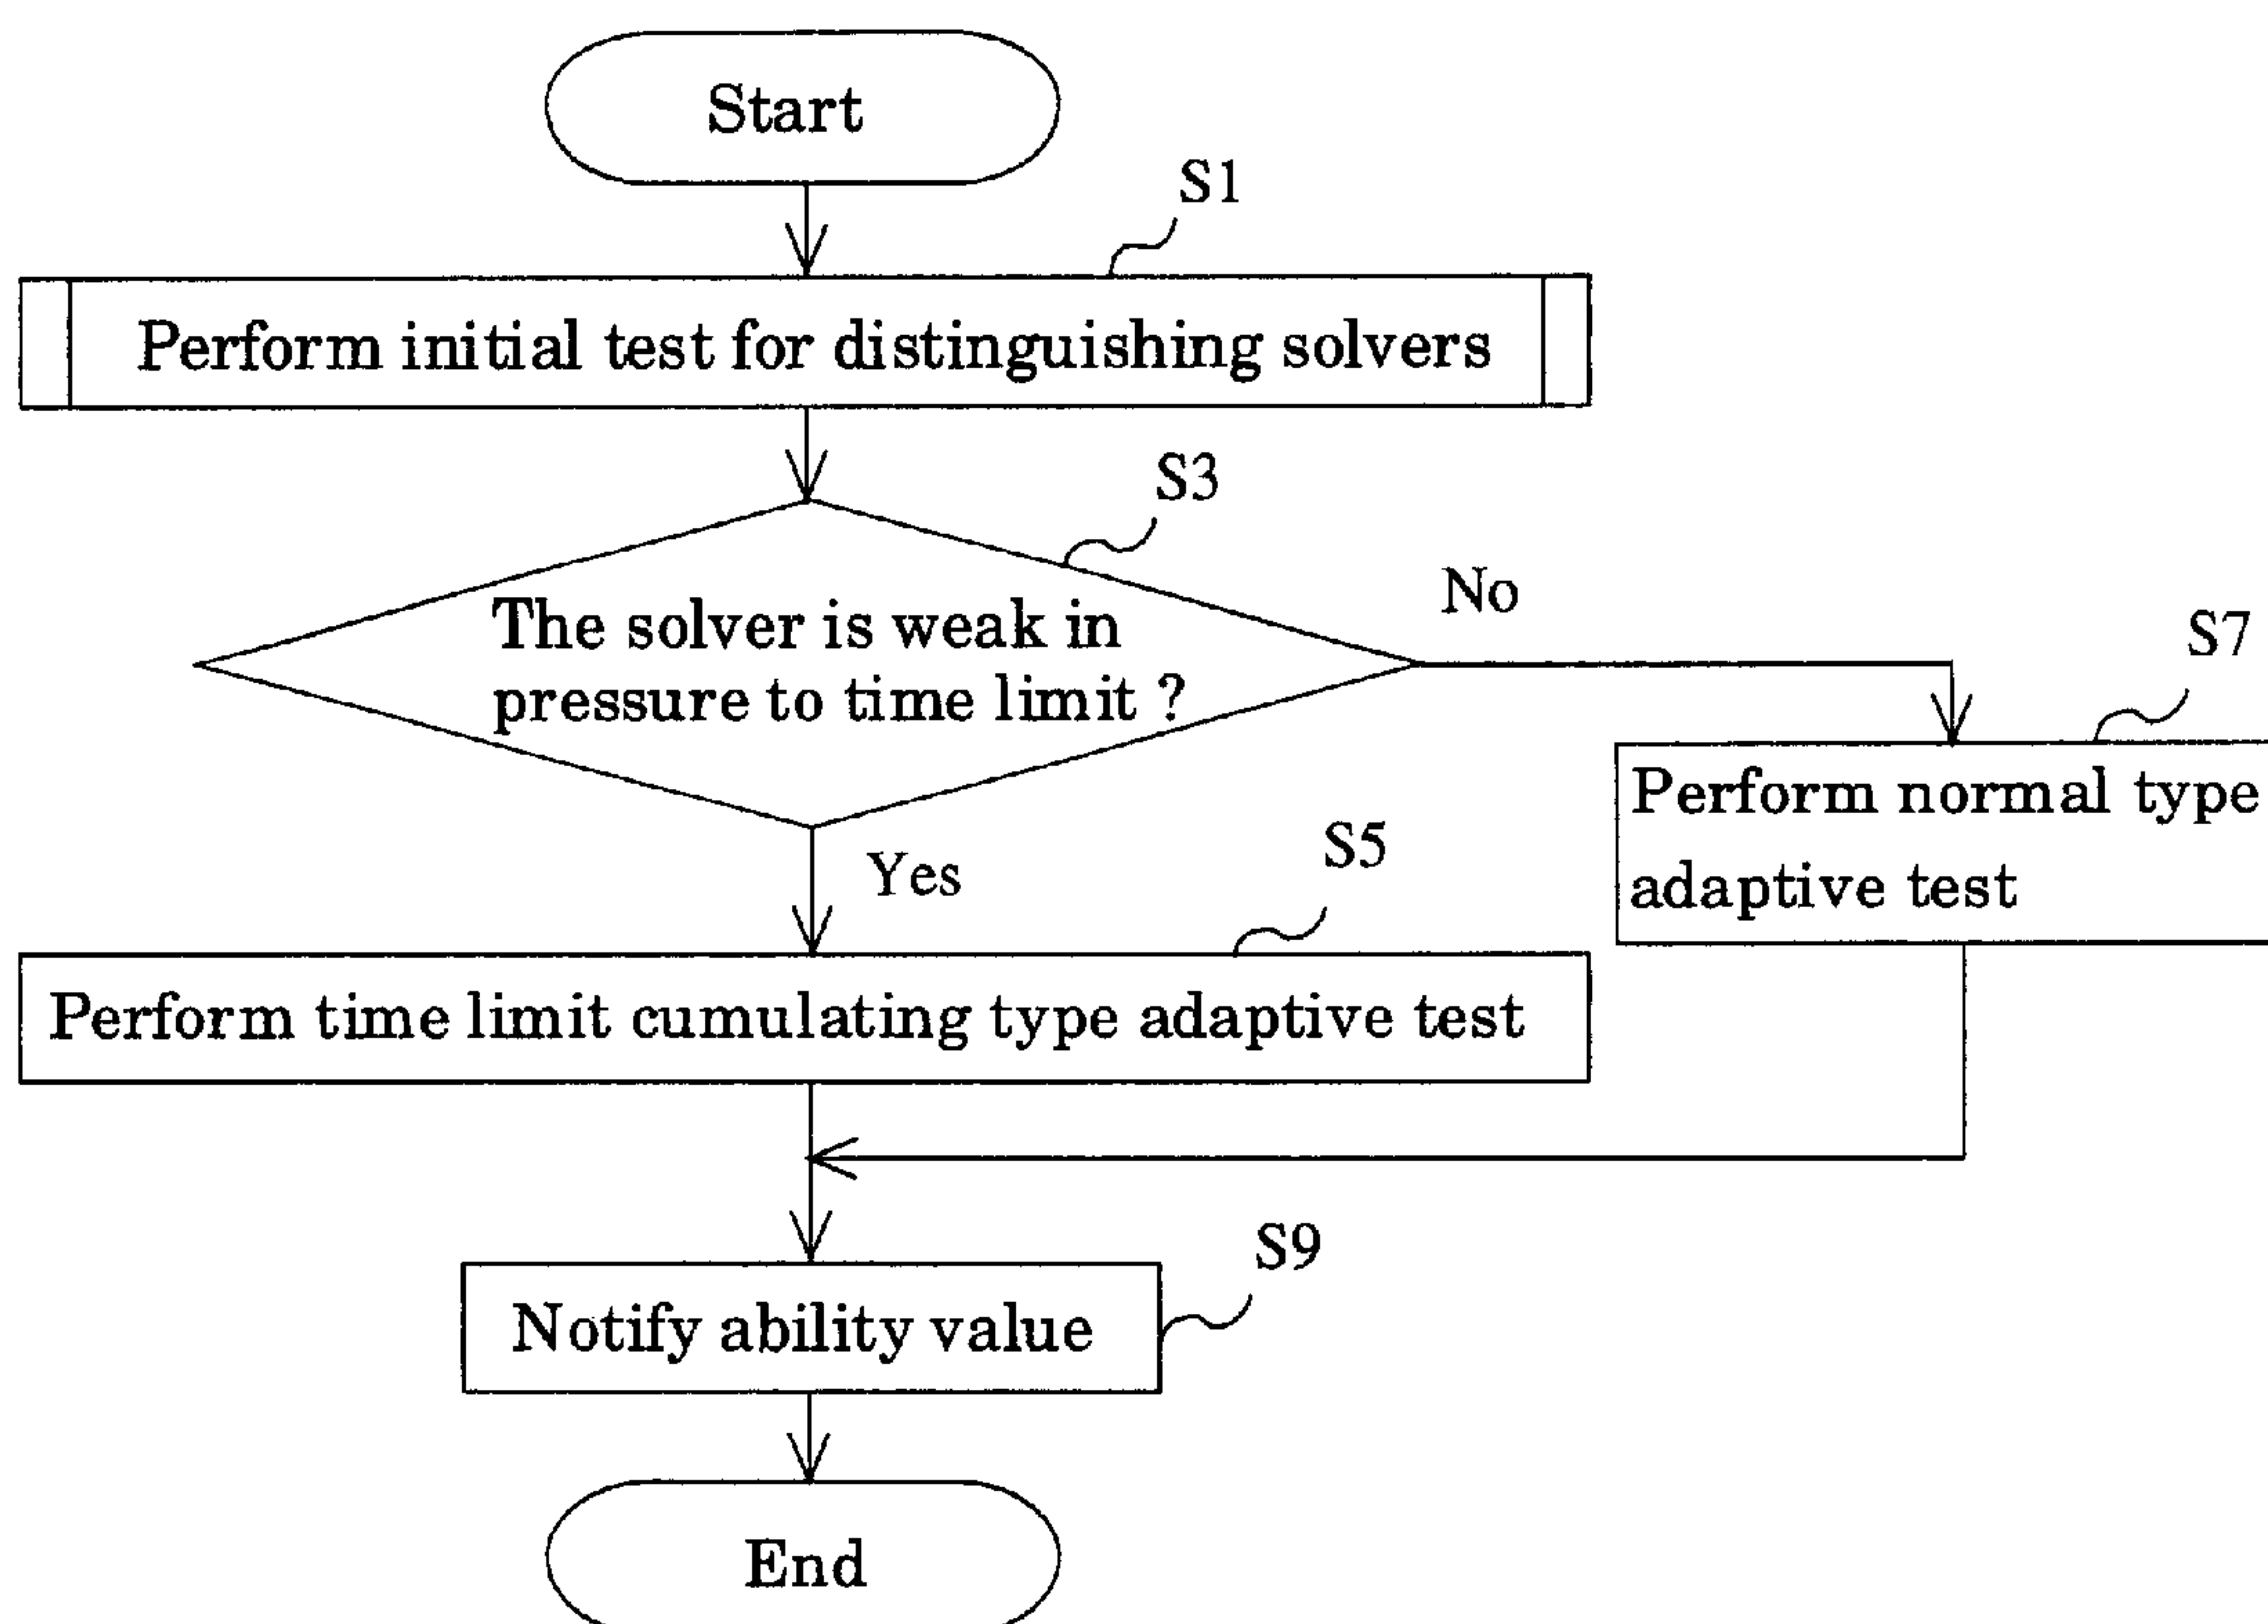 Start
S1
Perform initial test for distinguishing solvers
S3
The solver is weak in
pressure to time limit ?
No
S7
Perform normal type
adaptive test
Yes
S5
Perform time limit cumulating type adaptive test
S9
Notify ability value
End